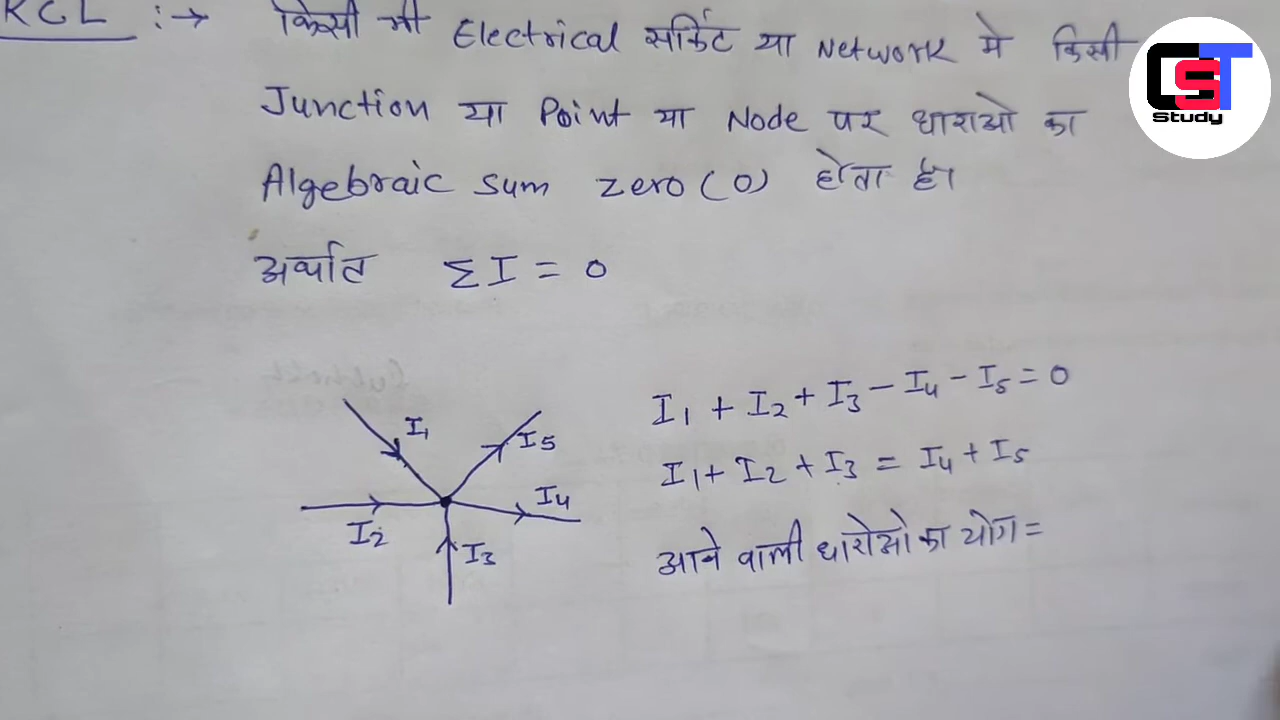 KCL :→ किसी भी Electrical सर्किट या Network मे किसी
Junction या Point या Node पर धाराओ का
Algebraic sum zero (0) होता है।
अर्थात ΣI = 0
I₁ + I₂ + I₃ − I₄ − I₅ = 0
I₁ + I₂ + I₃ = I₄ + I₅
आने वाली धारोओ का योग =
I₁
I₅
I₄
I₂
I₃
CST
Study